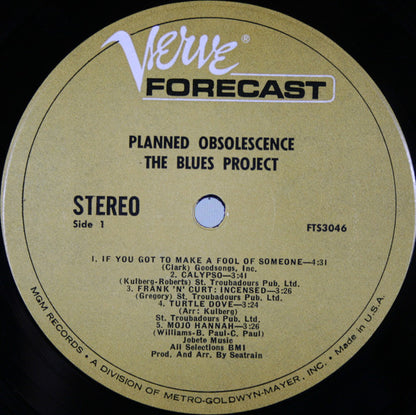 Verve®
FORECAST
PLANNED OBSOLESCENCE
THE BLUES PROJECT
STEREO
Side 1
FTS3046
1. IF YOU GOT TO MAKE A FOOL OF SOMEONE—4:31
(Clark) Goodsongs, Inc.
2. CALYPSO—3:41
(Kulberg-Roberts) St. Troubadours Pub, Ltd.
3. FRANK 'N' CURT: INCENSED—3:26
(Gregory) St. Troubadours Pub, Ltd.
4. TURTLE DOVE—4:24
(Arr: Kulberg)
St. Troubadours Pub, Ltd.
5. MOJO HANNAH—3:26
(Williams-B. Paul-C. Paul)
Jobete Music
All Selections BMI
Prod. And Arr. By Seatrain
MGM RECORDS • A DIVISION OF METRO-GOLDWYN-MAYER, INC. • Made in U.S.A.